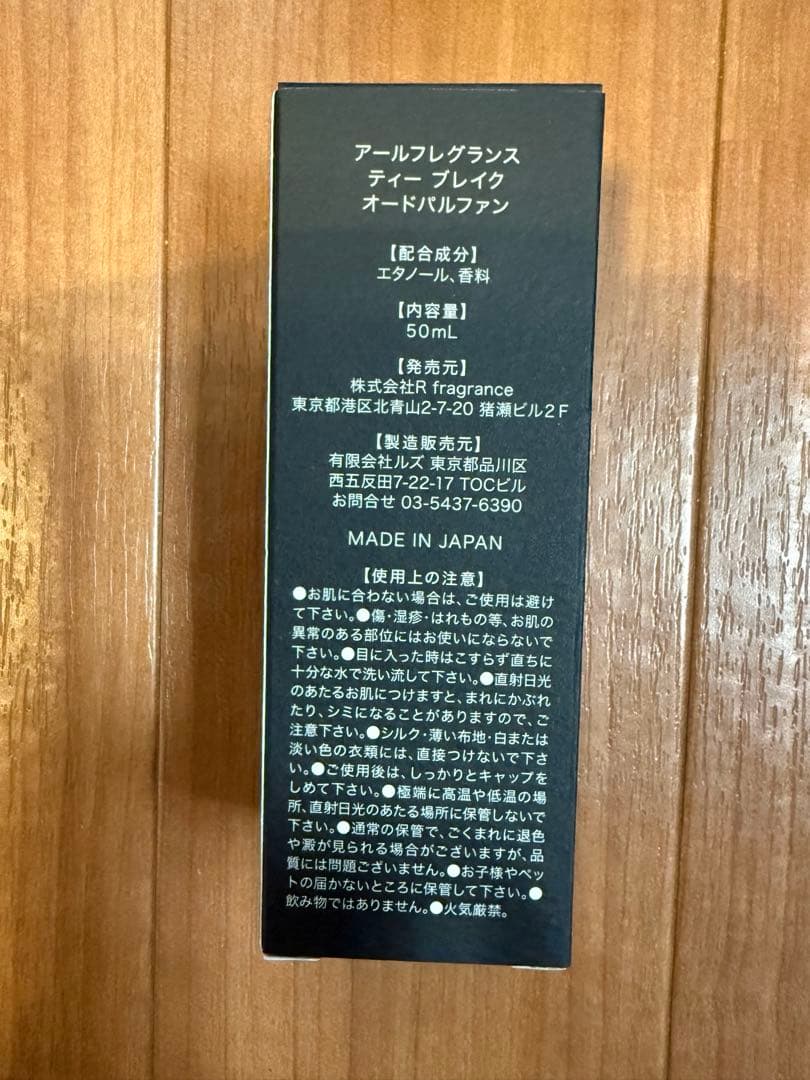 アールフレグランス
ティー ブレイク
オードパルファン
【配合成分】
エタノール、香料
【内容量】
50mL
【発売元】
株式会社R fragrance
東京都港区北青山2-7-20 猪瀬ビル2F
【製造販売元】
有限会社ルズ 東京都品川区
西五反田7-22-17 TOCビル
お問合せ 03-5437-6390
MADE IN JAPAN
【使用上の注意】
●お肌に合わない場合は、ご使用は避け
て下さい。●傷・湿疹・はれもの等、お肌の
異常のある部位にはお使いにならないで
下さい。●目に入った時はこすらず直ちに
十分な水で洗い流して下さい。●直射日光
のあたるお肌につけますと、まれにかぶれ
たり、シミになることがありますので、ご
注意下さい。●シルク・薄い布地・白または
淡い色の衣類には、直接つけないで下さ
い。●ご使用後は、しっかりとキャップを
しめて下さい。●極端に高温や低温の場
所、直射日光のあたる場所に保管しないで
下さい。●通常の保管で、ごくまれに退色
や澱が見られる場合がございますが、品
質には問題ございません。●お子様やペッ
トの届かないところに保管して下さい。●
飲み物ではありません。●火気厳禁。